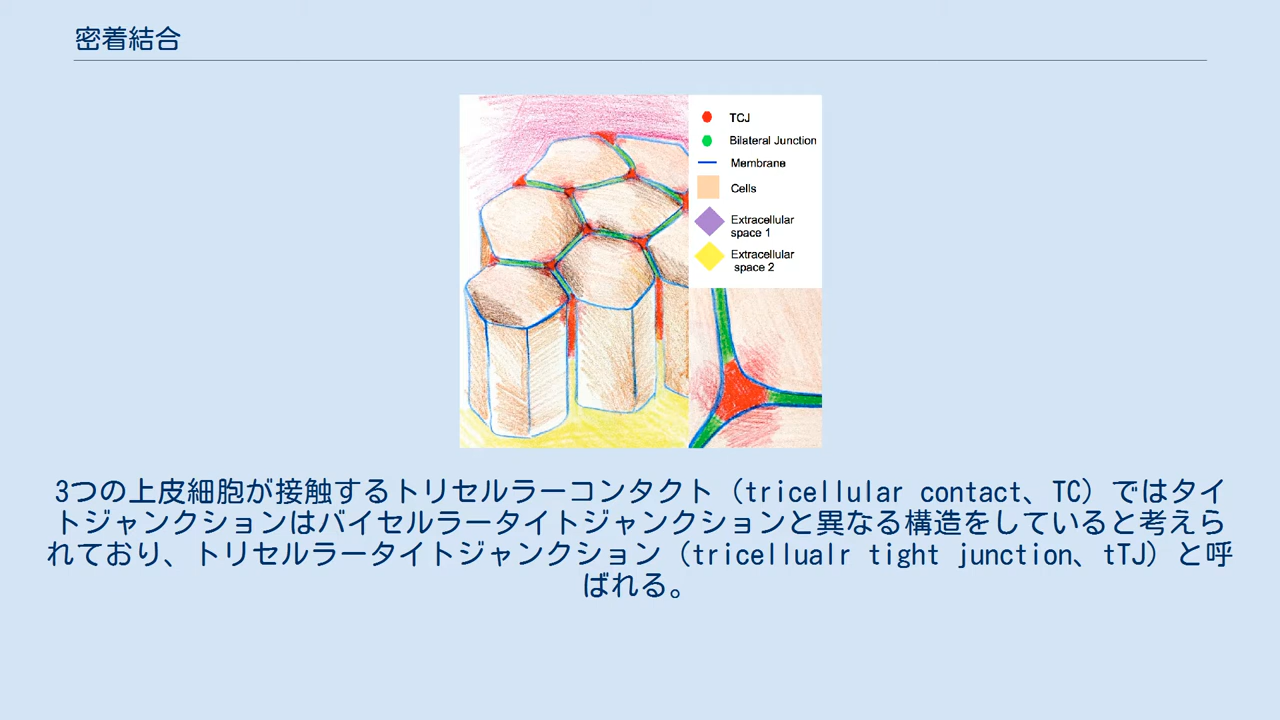 密着結合
TCJ
Bilateral Junction
Membrane
Cells
Extracellular
space 1
Extracellular
space 2
3つの上皮細胞が接触するトリセルラーコンタクト（tricellular contact、TC）ではタイ
トジャンクションはバイセルラータイトジャンクションと異なる構造をしていると考えら
れており、トリセルラータイトジャンクション（tricellualr tight junction、tTJ）と呼
ばれる。